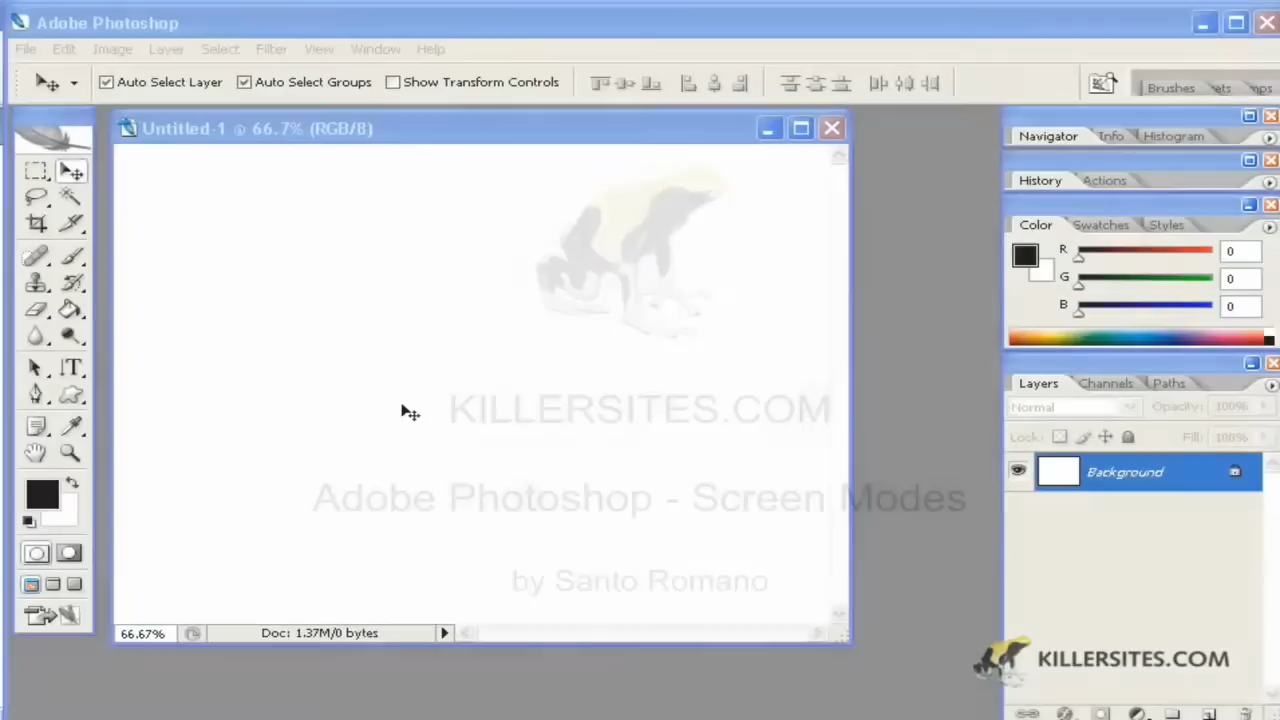 Adobe Photoshop
File Edit Image Layer Select Filter View Window Help
Auto Select Layer Auto Select Groups Show Transform Controls
Brushes ets mps
Untitled-1 @ 66.7% (RGB/8)
Navigator Info Histogram
History Actions
Color Swatches Styles
R 0
G 0
B 0
Layers Channels Paths
Normal Opacity: 100%
Lock: Fill: 100%
Background
KILLERSITES.COM
Adobe Photoshop - Screen Modes
by Santo Romano
66.67% Doc: 1.37M/0 bytes
KILLERSITES.COM